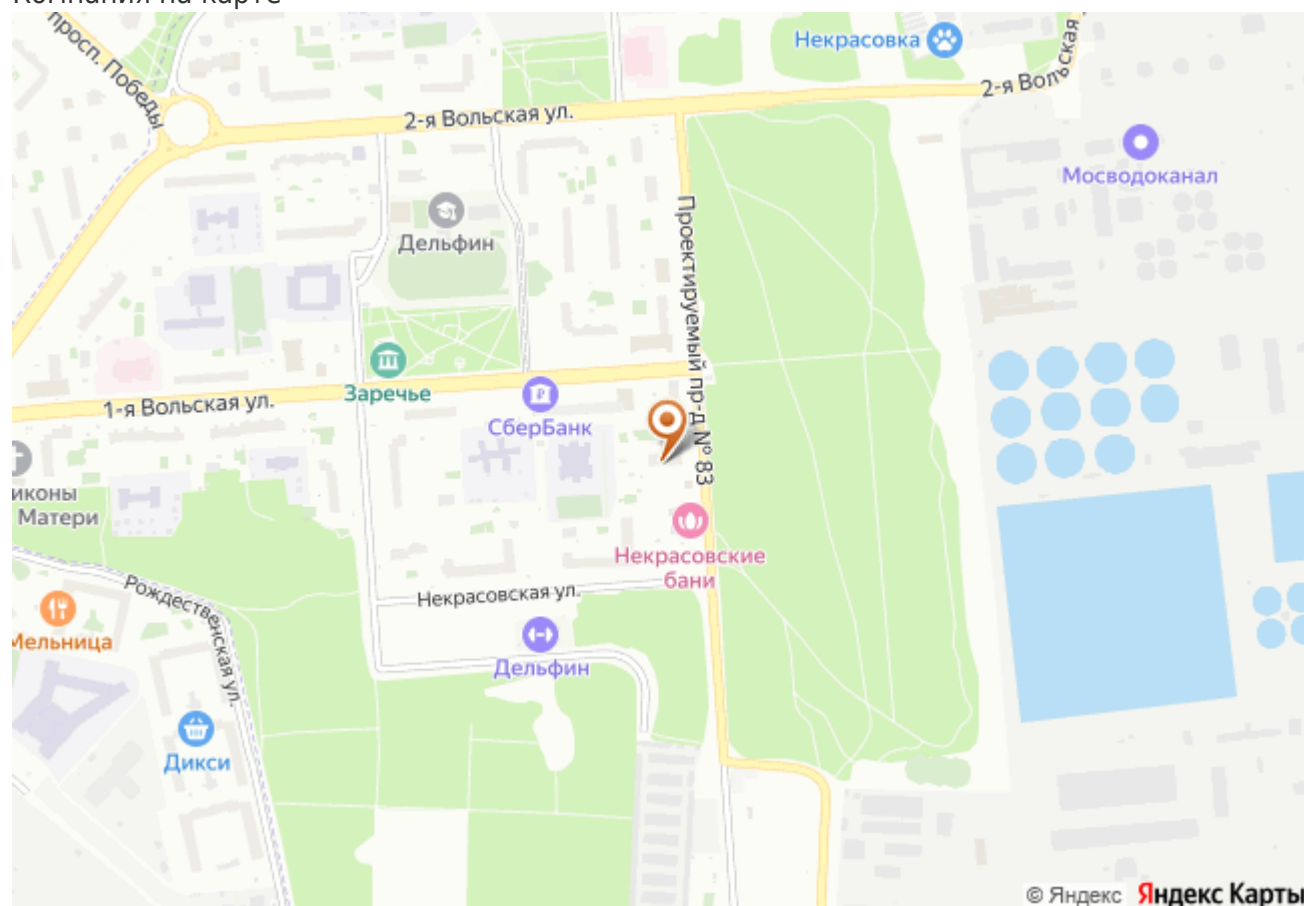 Компания на карте
просп. Победы
Некрасовка
2-я Вольская
2-я Вольская ул.
Мосводоканал
Дельфин
Проектируемый пр-д № 83
Заречье
1-я Вольская ул.
СберБанк
иконы
Матери
Некрасовские
бани
Рождественская ул.
Некрасовская ул.
Мельница
Дельфин
Дикси
© Яндекс Яндекс Карты